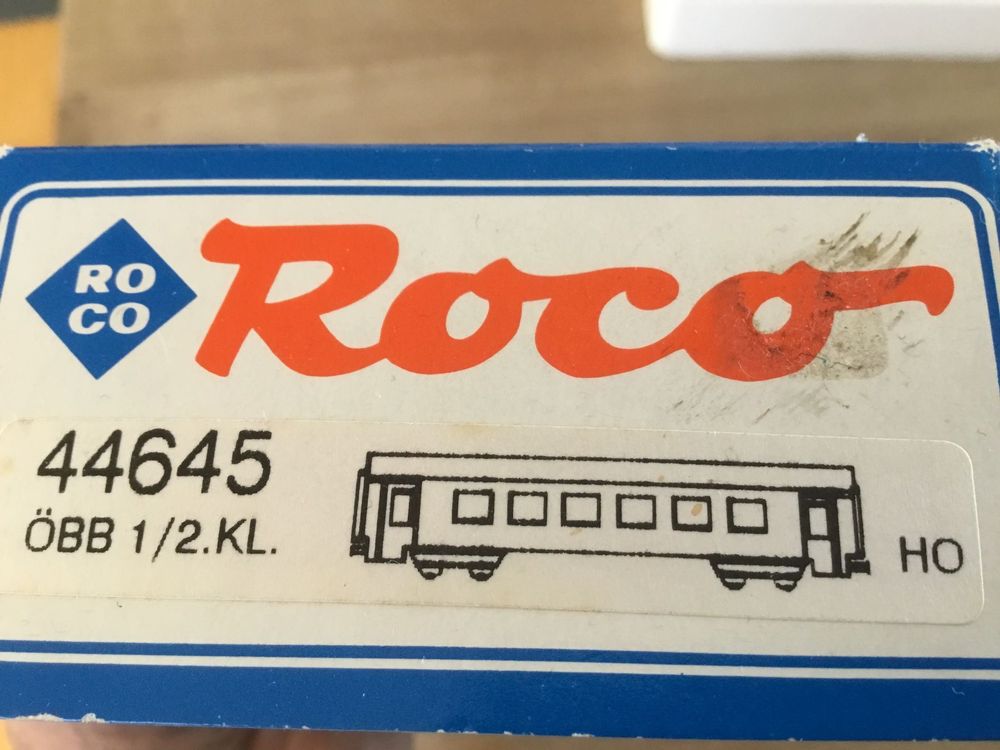 RO
CO
Roco
44645
ÖBB 1/2.KL.
HO